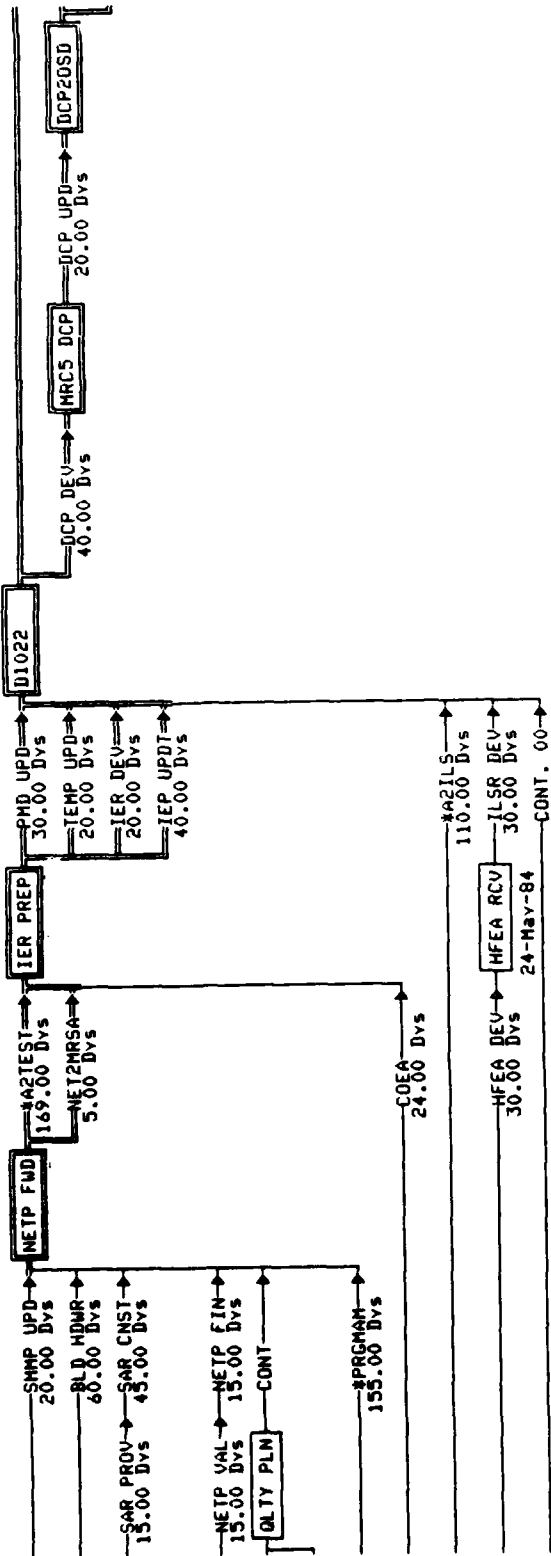 SMMP UPD
20.00 Dys
BLD HDWR
60.00 Dys
SAR PROV
15.00 Dys
SAR CNST
45.00 Dys
NETP VAL
15.00 Dys
NETP FIN
15.00 Dys
QLTY PLN
CONT
*PRGMAM
155.00 Dys
NETP FWD
*A2TEST
169.00 Dys
NET2MRSA
5.00 Dys
COEA
24.00 Dys
IER PREP
PMD UPD
30.00 Dys
TEMP UPD
20.00 Dys
IER DEV
20.00 Dys
IEP UPDT
40.00 Dys
*A2ILS
110.00 Dys
HFEA DEV
30.00 Dys
HFEA RCV
24-May-84
ILSR DEV
30.00 Dys
CONT. 00
D1022
DCP DEV
40.00 Dys
MRC5 DCP
DCP UPD
20.00 Dys
DCP2DSD